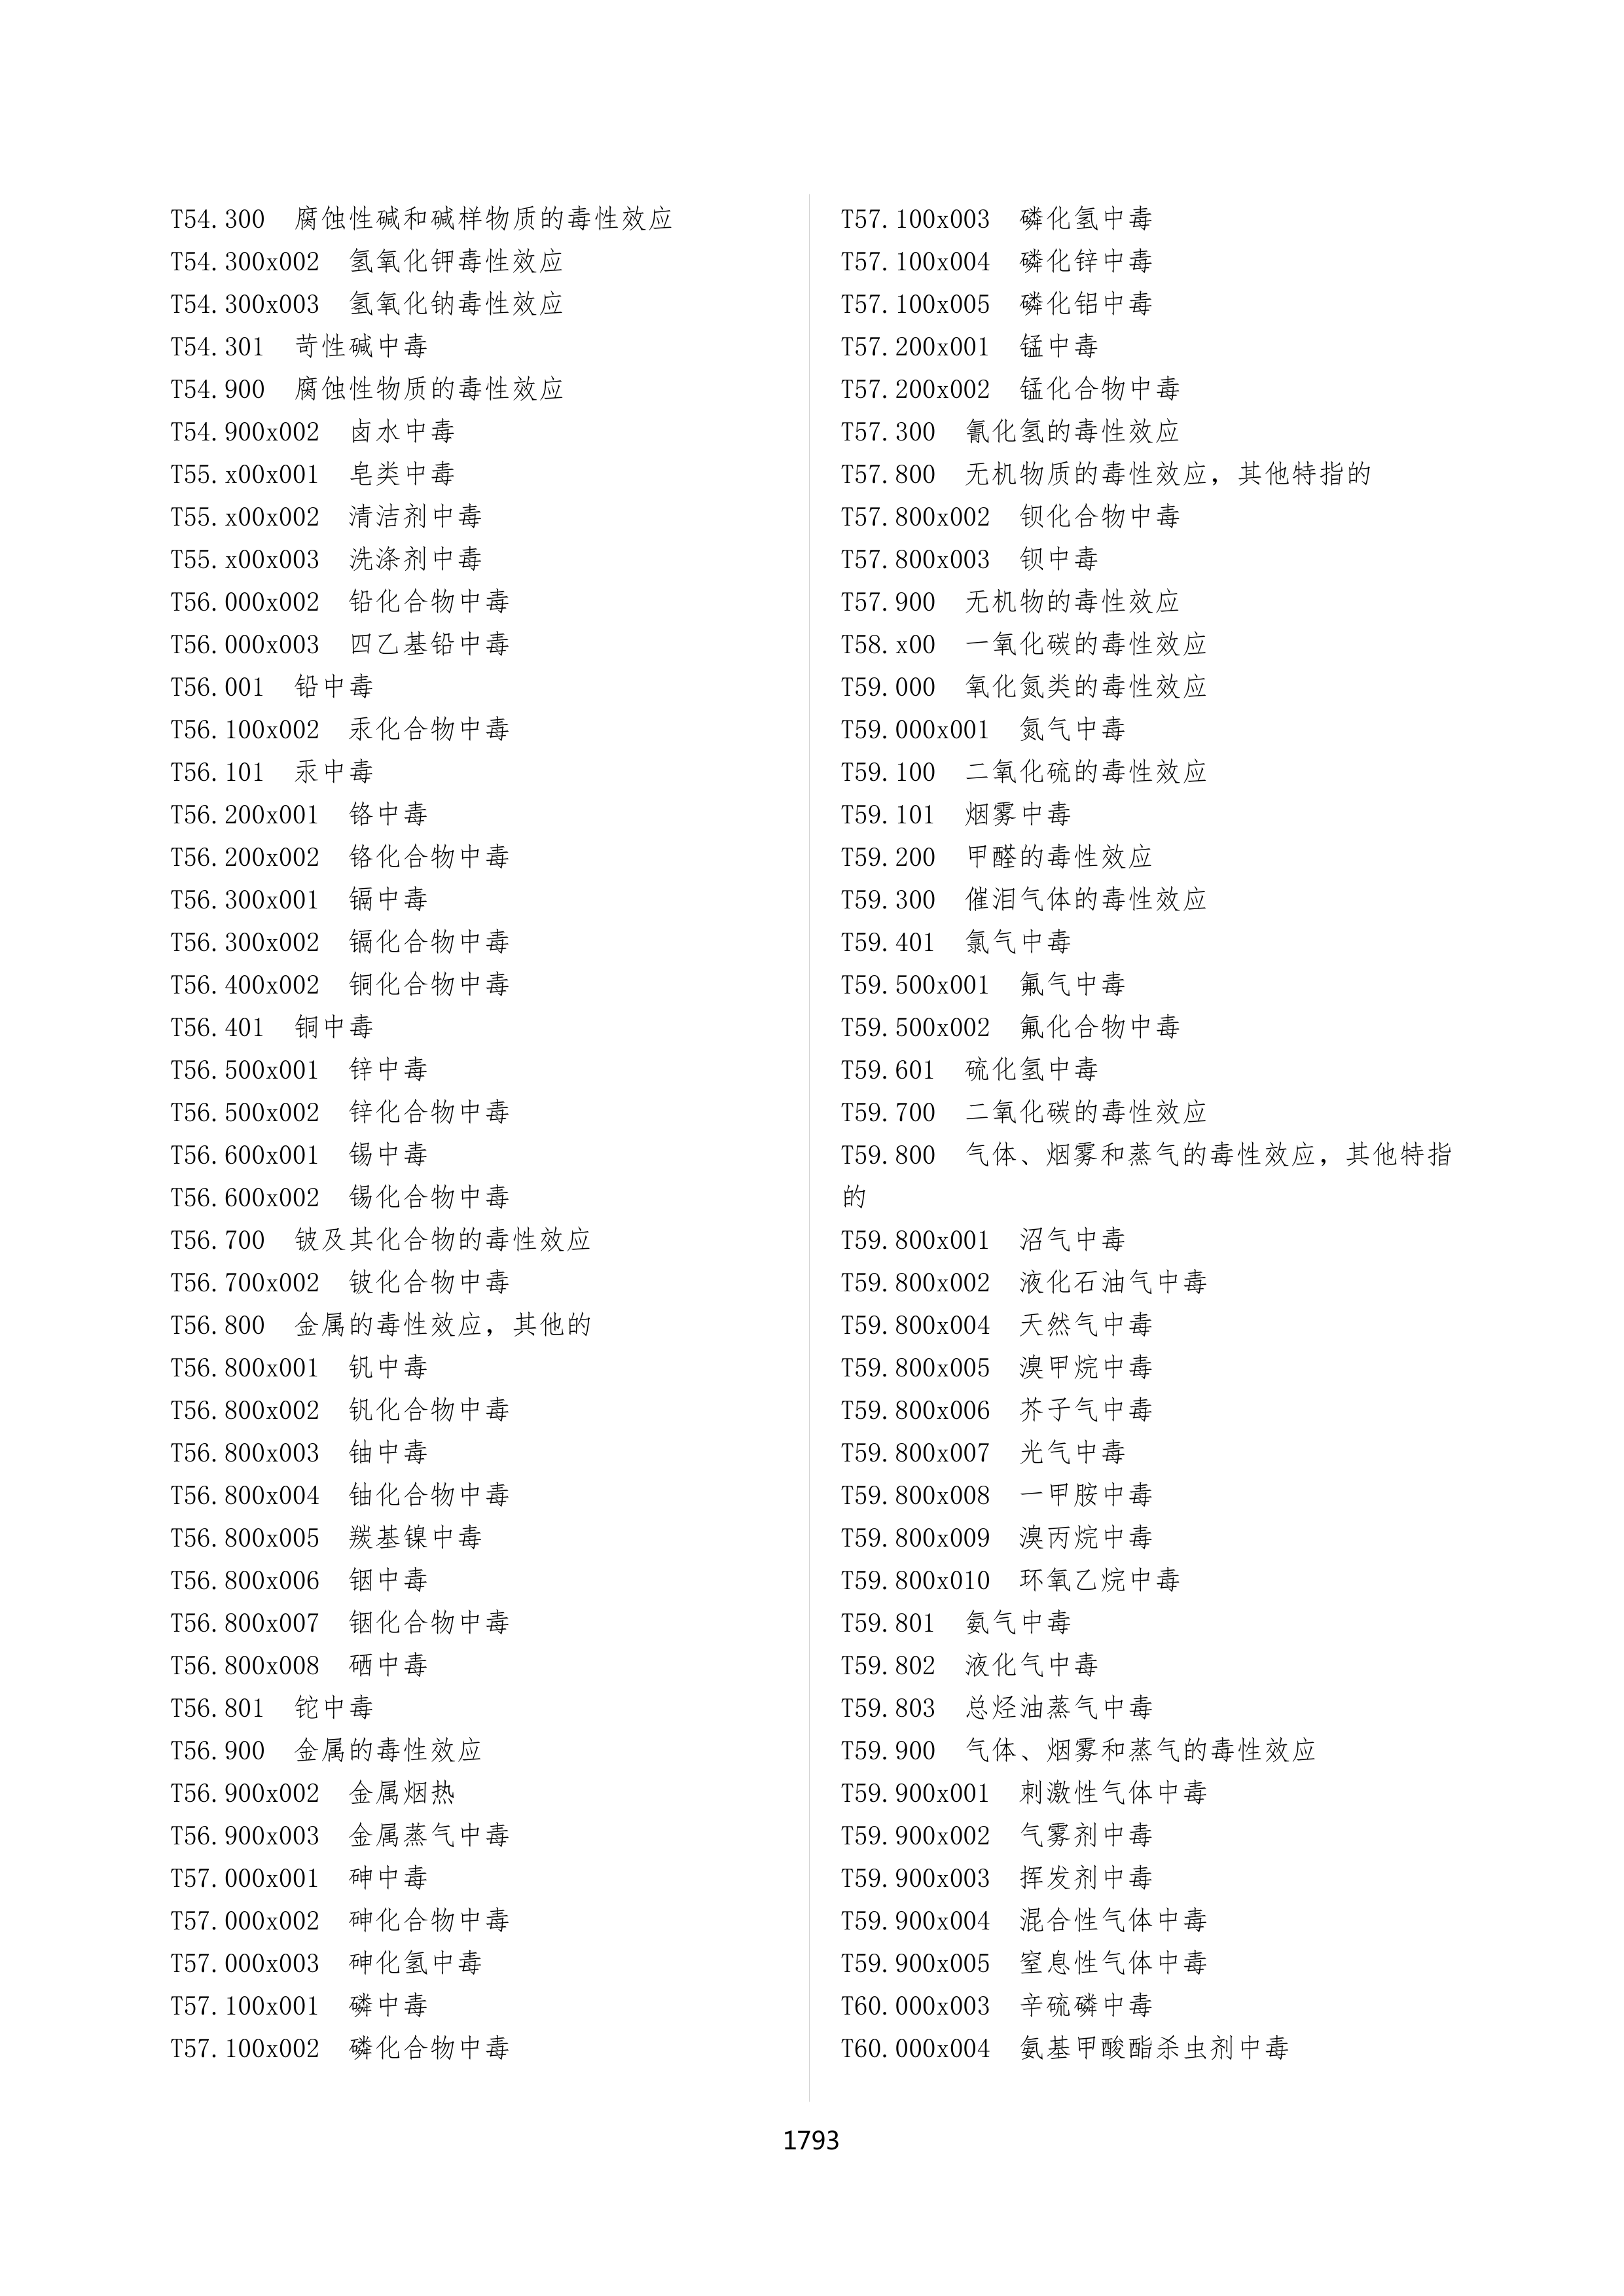 T54.300　腐蚀性碱和碱样物质的毒性效应
T54.300x002　氢氧化钾毒性效应
T54.300x003　氢氧化钠毒性效应
T54.301　苛性碱中毒
T54.900　腐蚀性物质的毒性效应
T54.900x002　卤水中毒
T55.x00x001　皂类中毒
T55.x00x002　清洁剂中毒
T55.x00x003　洗涤剂中毒
T56.000x002　铅化合物中毒
T56.000x003　四乙基铅中毒
T56.001　铅中毒
T56.100x002　汞化合物中毒
T56.101　汞中毒
T56.200x001　铬中毒
T56.200x002　铬化合物中毒
T56.300x001　镉中毒
T56.300x002　镉化合物中毒
T56.400x002　铜化合物中毒
T56.401　铜中毒
T56.500x001　锌中毒
T56.500x002　锌化合物中毒
T56.600x001　锡中毒
T56.600x002　锡化合物中毒
T56.700　铍及其化合物的毒性效应
T56.700x002　铍化合物中毒
T56.800　金属的毒性效应，其他的
T56.800x001　钒中毒
T56.800x002　钒化合物中毒
T56.800x003　铀中毒
T56.800x004　铀化合物中毒
T56.800x005　羰基镍中毒
T56.800x006　铟中毒
T56.800x007　铟化合物中毒
T56.800x008　硒中毒
T56.801　铊中毒
T56.900　金属的毒性效应
T56.900x002　金属烟热
T56.900x003　金属蒸气中毒
T57.000x001　砷中毒
T57.000x002　砷化合物中毒
T57.000x003　砷化氢中毒
T57.100x001　磷中毒
T57.100x002　磷化合物中毒
T57.100x003　磷化氢中毒
T57.100x004　磷化锌中毒
T57.100x005　磷化铝中毒
T57.200x001　锰中毒
T57.200x002　锰化合物中毒
T57.300　氰化氢的毒性效应
T57.800　无机物质的毒性效应，其他特指的
T57.800x002　钡化合物中毒
T57.800x003　钡中毒
T57.900　无机物的毒性效应
T58.x00　一氧化碳的毒性效应
T59.000　氧化氮类的毒性效应
T59.000x001　氮气中毒
T59.100　二氧化硫的毒性效应
T59.101　烟雾中毒
T59.200　甲醛的毒性效应
T59.300　催泪气体的毒性效应
T59.401　氯气中毒
T59.500x001　氟气中毒
T59.500x002　氟化合物中毒
T59.601　硫化氢中毒
T59.700　二氧化碳的毒性效应
T59.800　气体、烟雾和蒸气的毒性效应，其他特指
的
T59.800x001　沼气中毒
T59.800x002　液化石油气中毒
T59.800x004　天然气中毒
T59.800x005　溴甲烷中毒
T59.800x006　芥子气中毒
T59.800x007　光气中毒
T59.800x008　一甲胺中毒
T59.800x009　溴丙烷中毒
T59.800x010　环氧乙烷中毒
T59.801　氨气中毒
T59.802　液化气中毒
T59.803　总烃油蒸气中毒
T59.900　气体、烟雾和蒸气的毒性效应
T59.900x001　刺激性气体中毒
T59.900x002　气雾剂中毒
T59.900x003　挥发剂中毒
T59.900x004　混合性气体中毒
T59.900x005　窒息性气体中毒
T60.000x003　辛硫磷中毒
T60.000x004　氨基甲酸酯杀虫剂中毒
1793